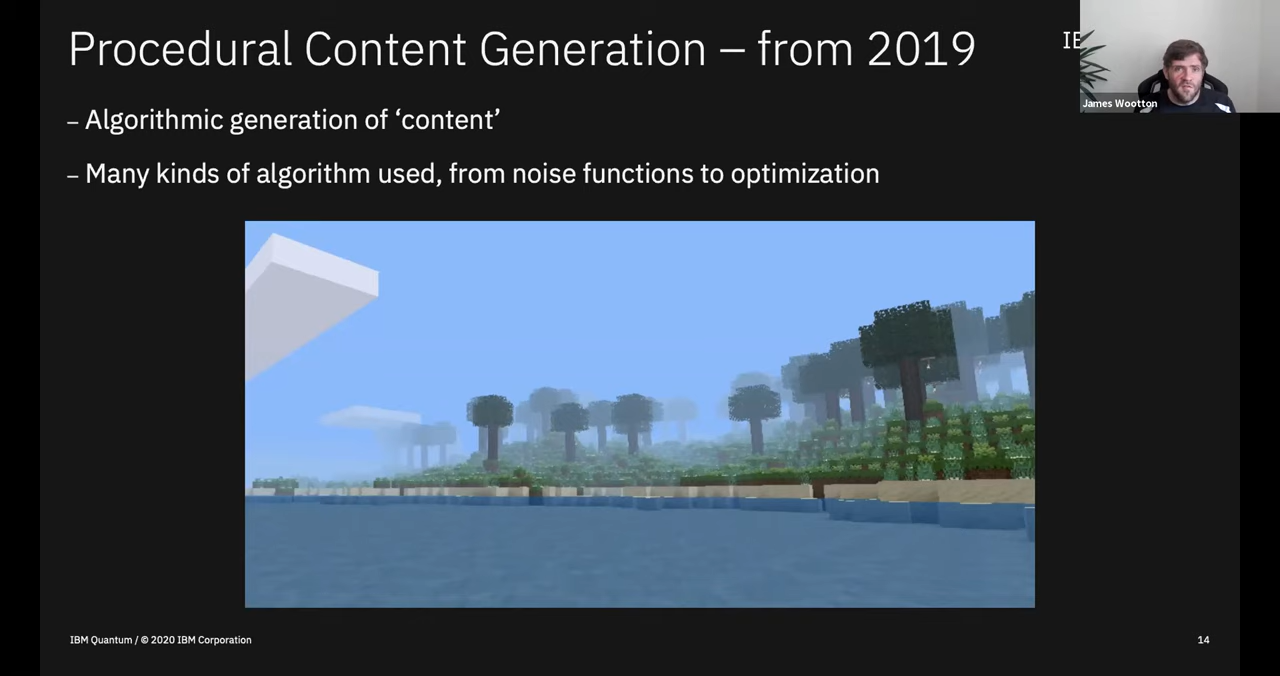 Procedural Content Generation – from 2019
IE
James Wootton
– Algorithmic generation of ‘content’
– Many kinds of algorithm used, from noise functions to optimization
IBM Quantum / © 2020 IBM Corporation
14